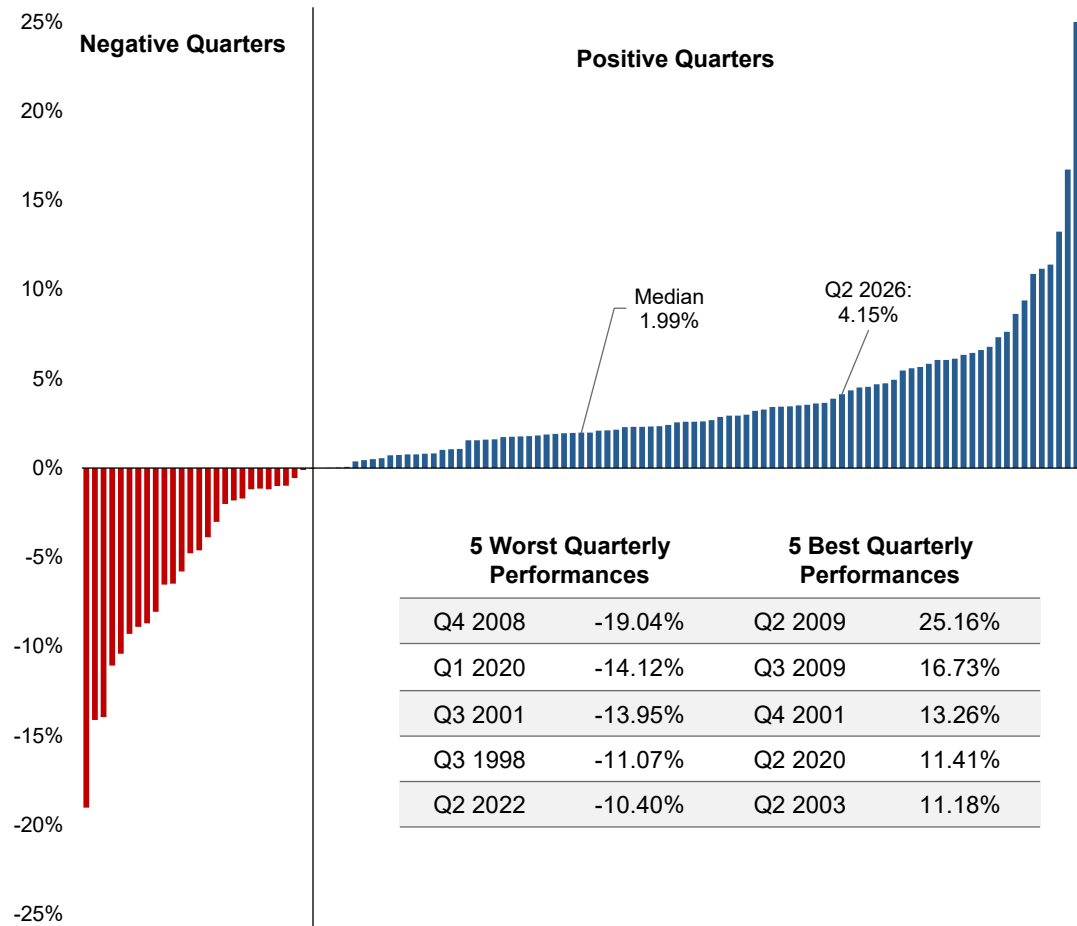 25%
Negative Quarters
Positive Quarters
20%
15%
10%
Median
1.99%
Q2 2026:
4.15%
5%
0%
-5%
-10%
-15%
-20%
-25%
5 Worst Quarterly
Performances
5 Best Quarterly
Performances
Q4 2008 -19.04% Q2 2009 25.16%
Q1 2020 -14.12% Q3 2009 16.73%
Q3 2001 -13.95% Q4 2001 13.26%
Q3 1998 -11.07% Q2 2020 11.41%
Q2 2022 -10.40% Q2 2003 11.18%